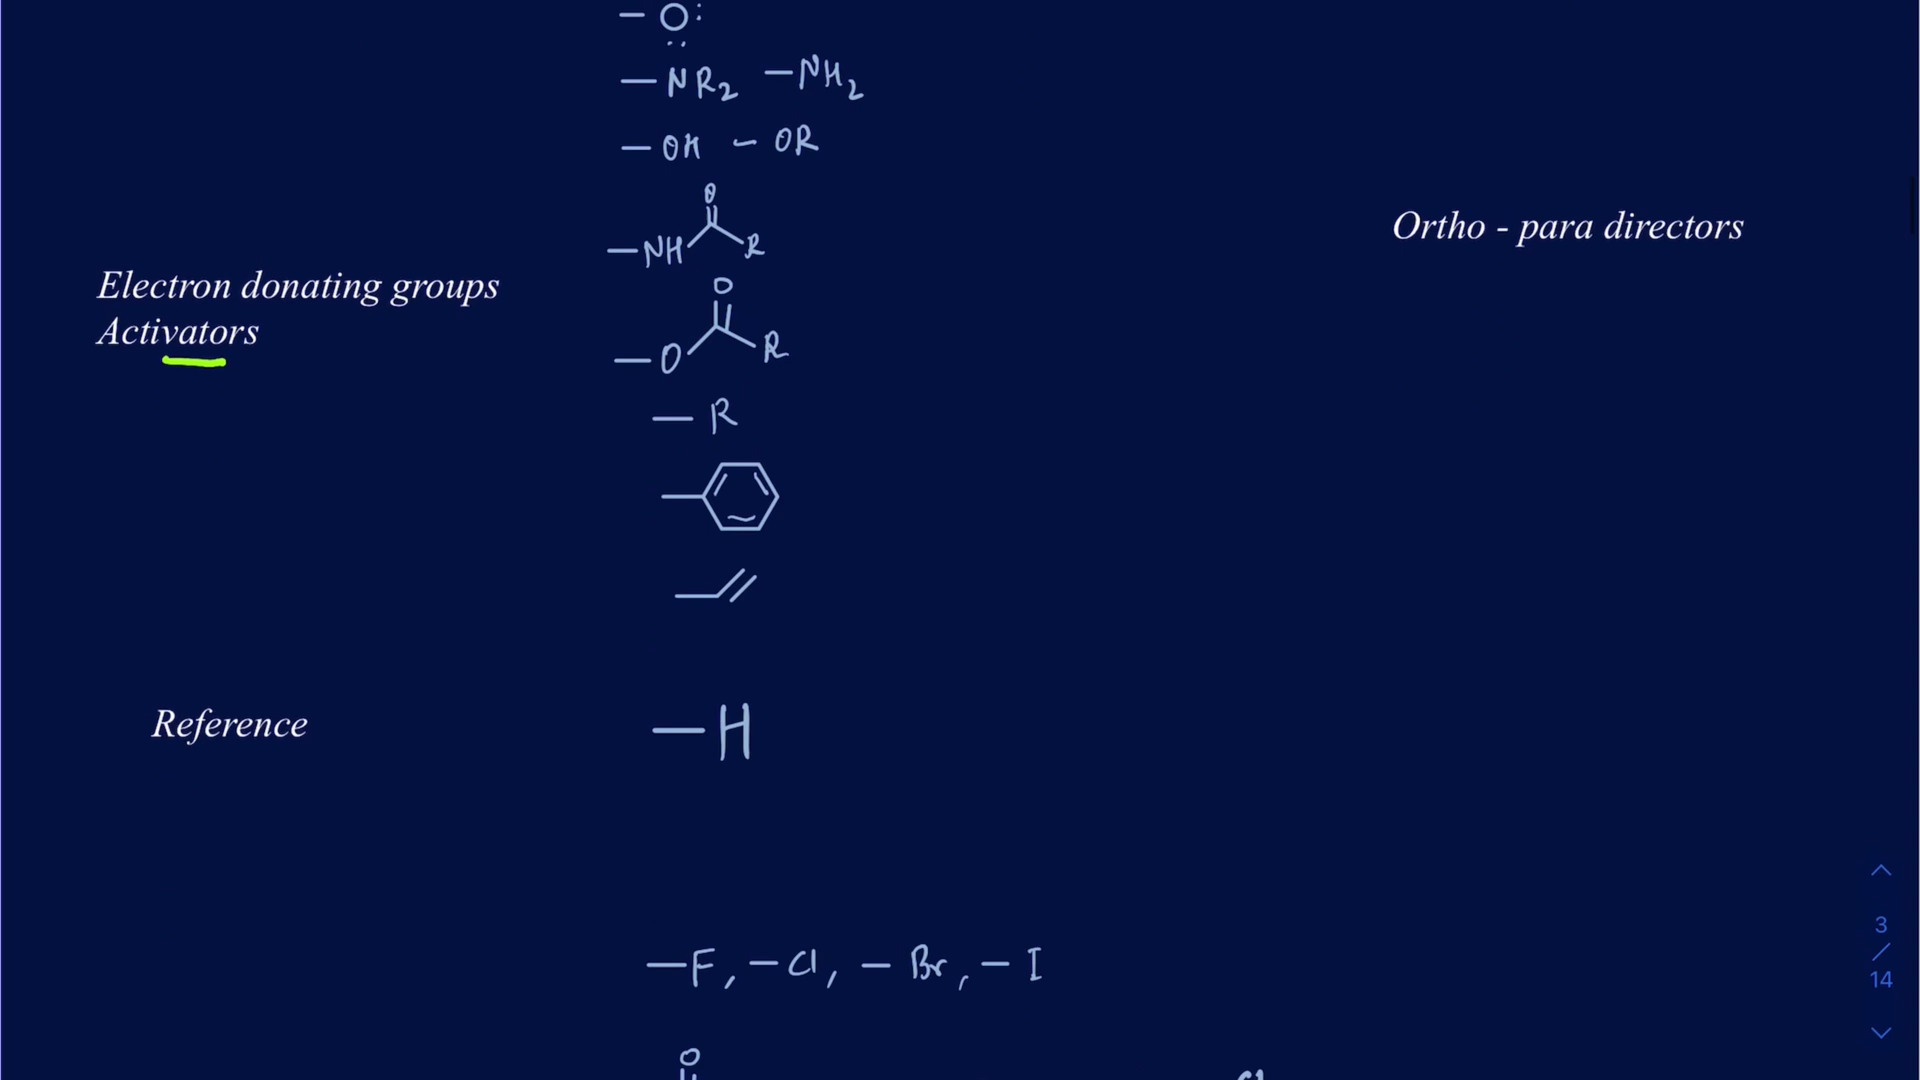 — O:
— NR2 — NH2
— OH — OR
O
Ortho - para directors
— NH R
Electron donating groups
O
Activators
— O R
— R
Reference
— H
— F, — Cl, — Br, — I
3
/
14
O